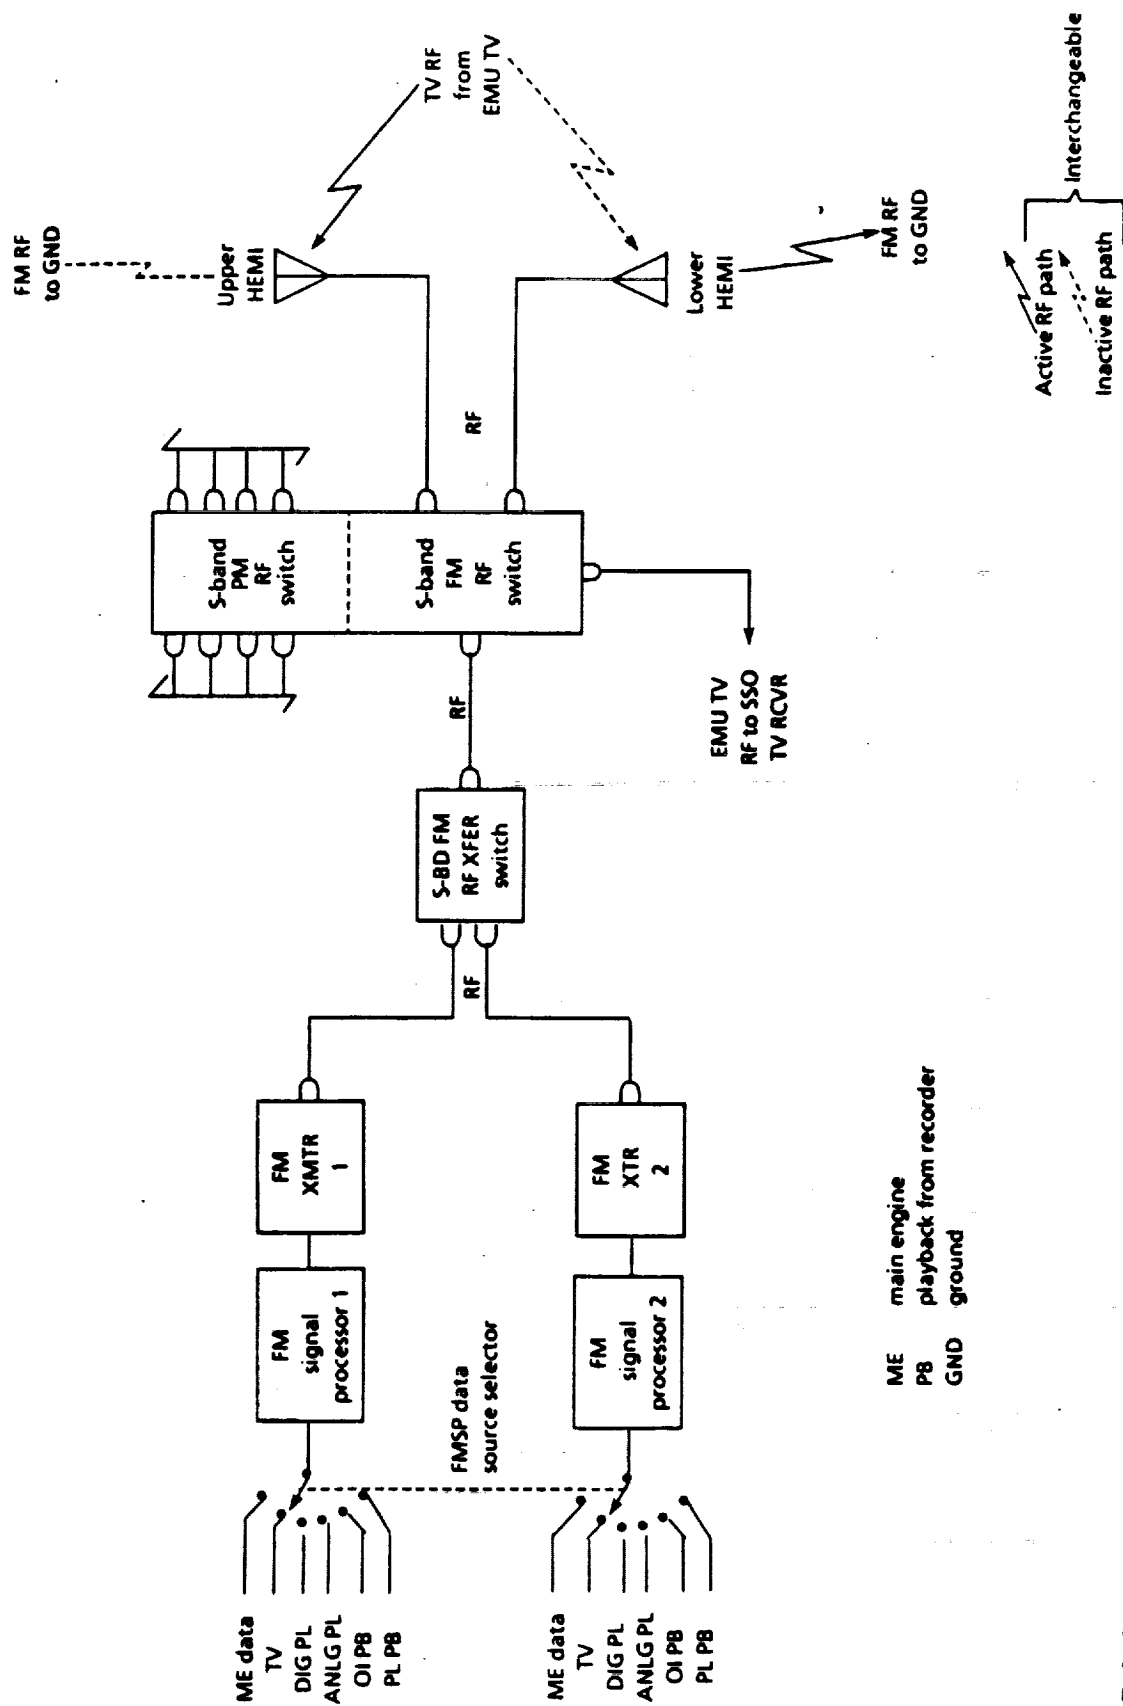 ME data
TV
DIG PL
ANLG PL
OI PB
PL PB
FM
signal
processor 1
FM
XMTR
1
FMSP data
source selector
ME data
TV
DIG PL
ANLG PL
OI PB
PL PB
FM
signal
processor 2
FM
XTR
2
RF
S-BD FM
RF XFER
switch
RF
S-band
PM
RF
switch
S-band
FM
RF
switch
EMU TV
RF to SSO
TV RCVR
RF
FM RF
to GND
Upper
HEMI
TV RF
from
EMU TV
Lower
HEMI
FM RF
to GND
ME main engine
PB playback from recorder
GND ground
Active RF path
Inactive RF path
Interchangeable